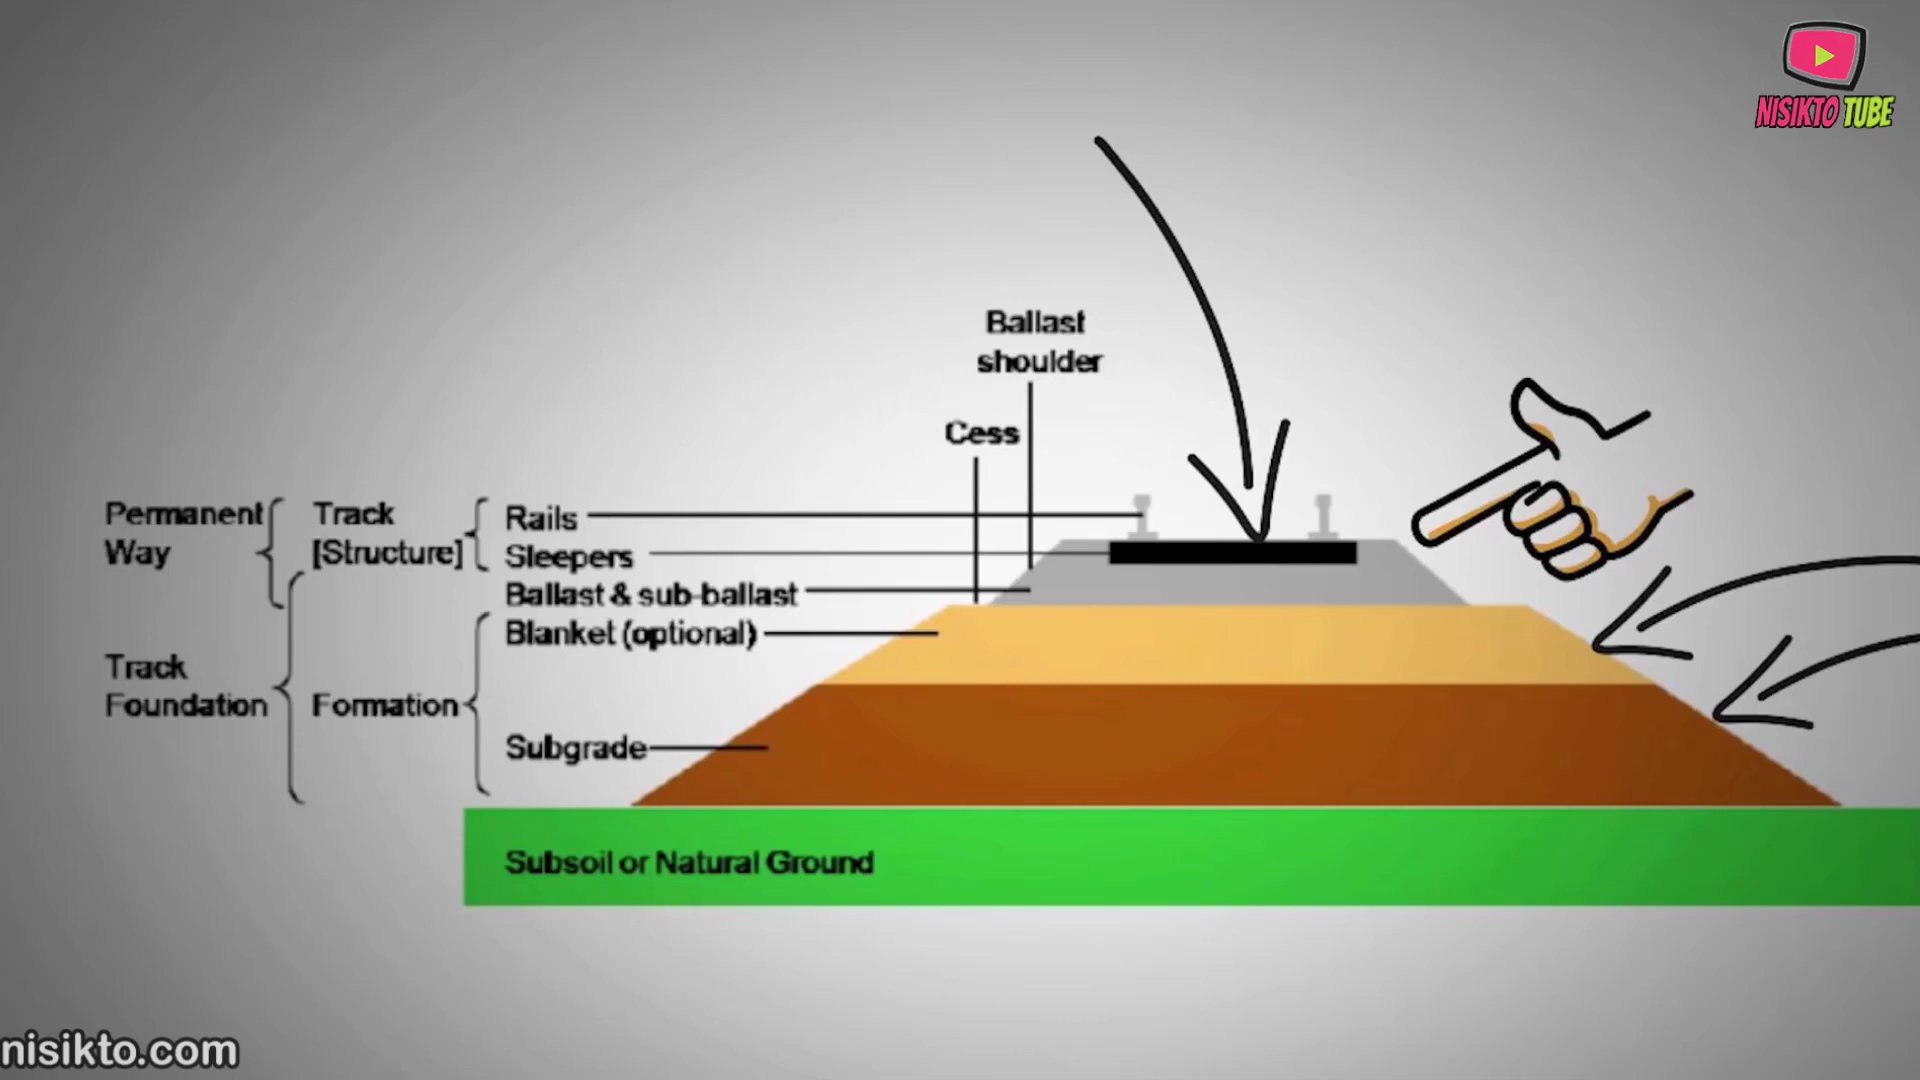 NISIKTO TUBE
Ballast
shoulder
Cess
Permanent
Way
Track
[Structure]
Rails
Sleepers
Ballast & sub-ballast
Blanket (optional)
Track
Foundation
Formation
Subgrade
Subsoil or Natural Ground
nisikto.com